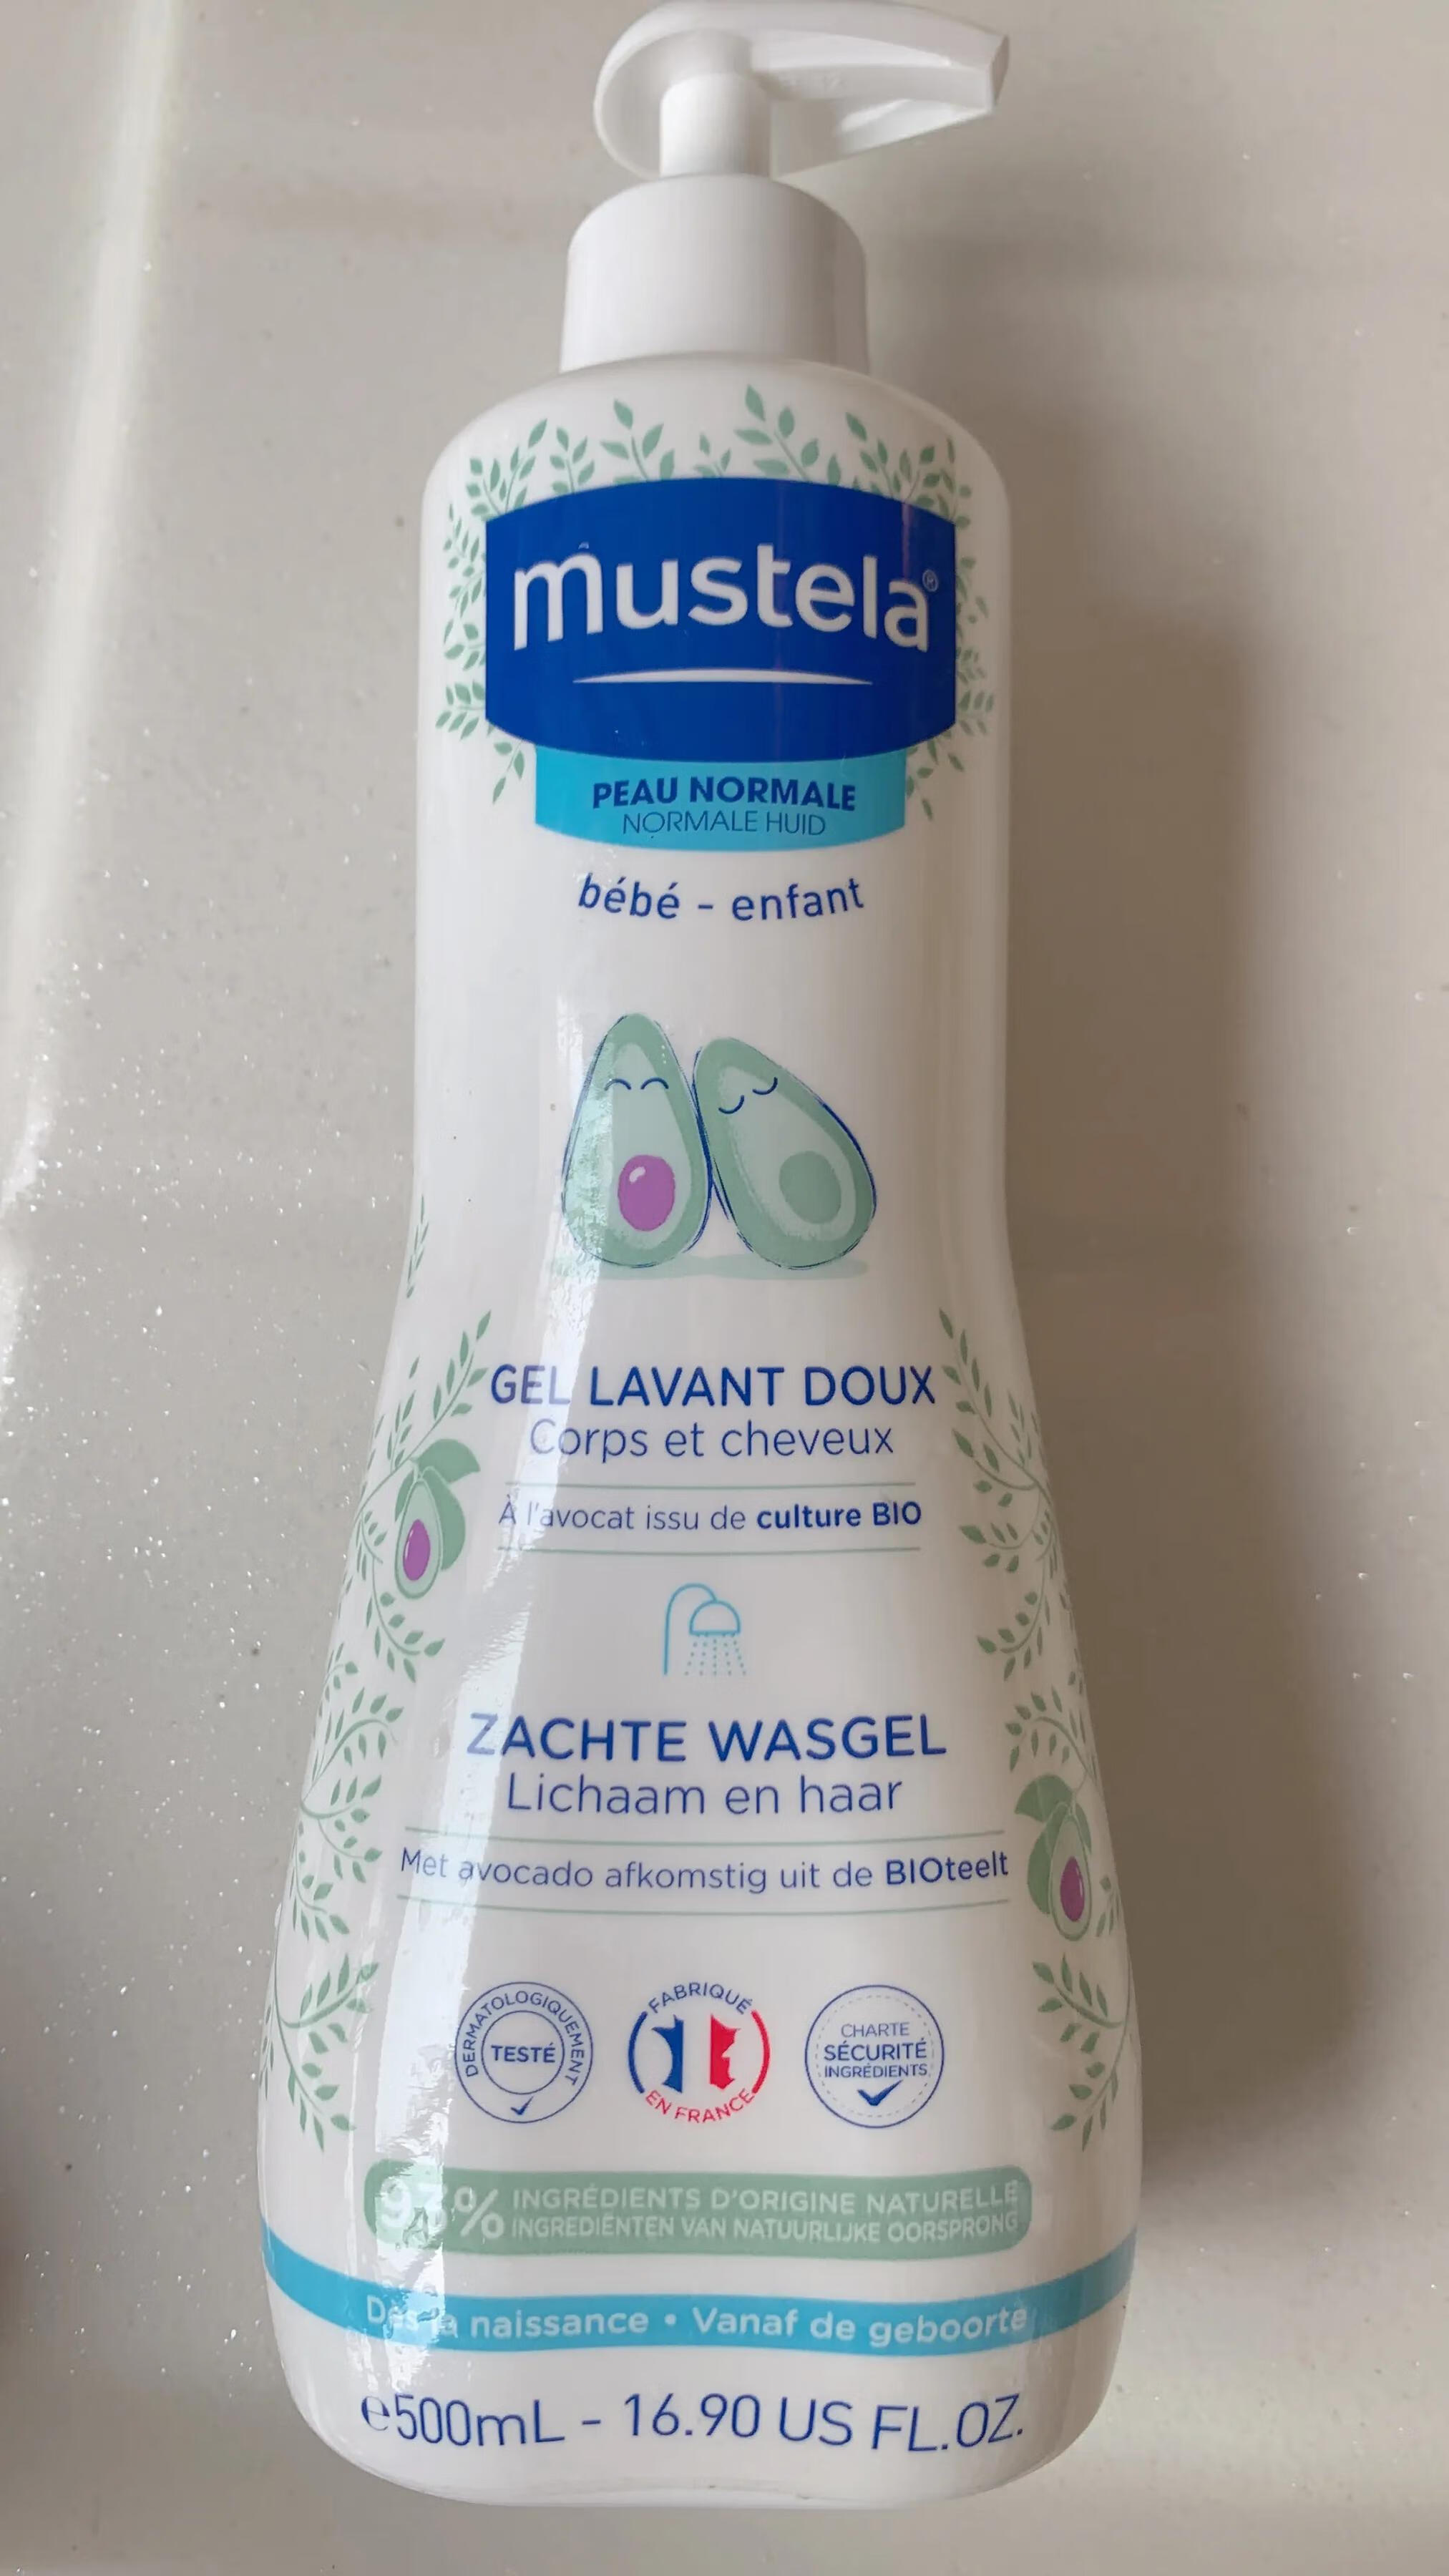 mustela®
PEAU NORMALE
NORMALE HUID
bébé - enfant
GEL LAVANT DOUX
Corps et cheveux
À l'avocat issu de culture BIO
ZACHTE WASGEL
Lichaam en haar
Met avocado afkomstig uit de BIOteelt
DERMATOLOGIQUEMENT
TESTÉ
FABRIQUÉ
EN FRANCE
CHARTE
SÉCURITÉ
INGRÉDIENTS
93% INGRÉDIENTS D'ORIGINE NATURELLE
INGREDIËNTEN VAN NATUURLIJKE OORSPRONG
Dès la naissance • Vanaf de geboorte
e500mL - 16.90 US FL.OZ.